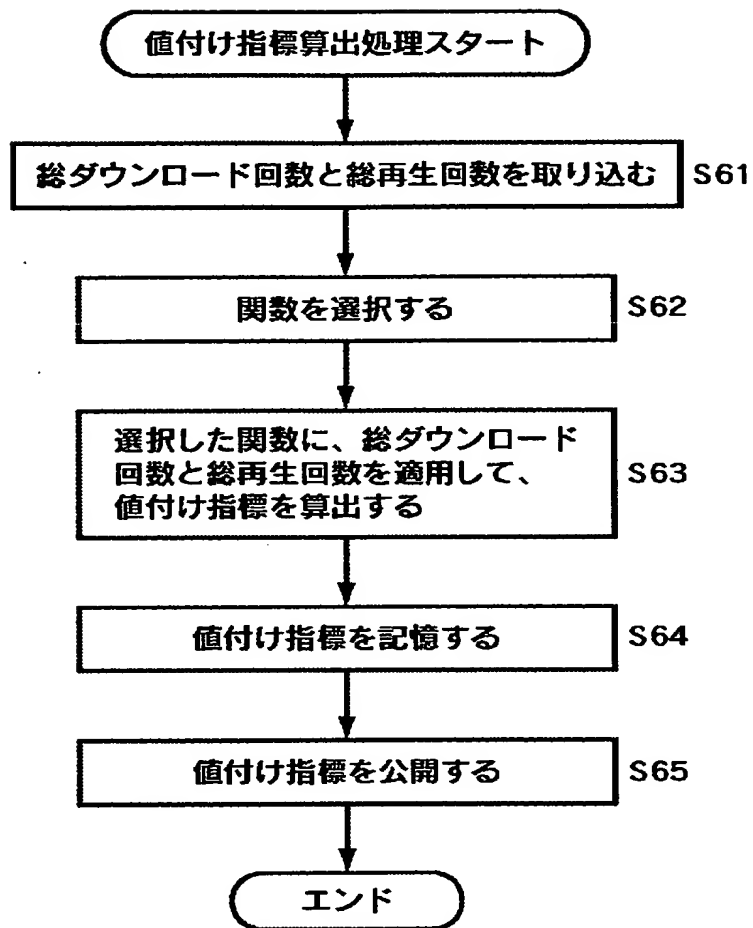 値付け指標算出処理スタート
総ダウンロード回数と総再生回数を取り込む S61
関数を選択する S62
選択した関数に、総ダウンロード
回数と総再生回数を適用して、 S63
値付け指標を算出する
値付け指標を記憶する S64
値付け指標を公開する S65
エンド